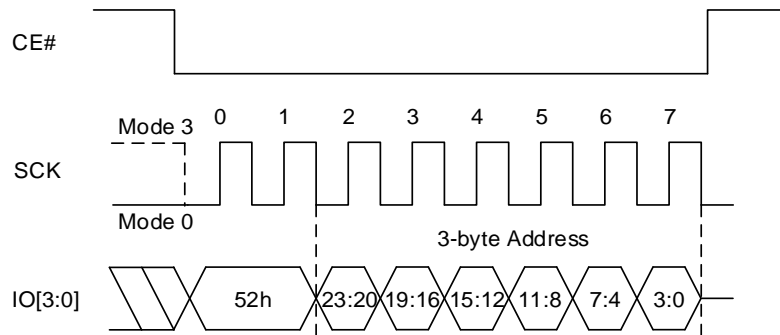 CE#
Mode 3
0 1 2 3 4 5 6 7
SCK
Mode 0
3-byte Address
IO[3:0]
52h 23:20 19:16 15:12 11:8 7:4 3:0